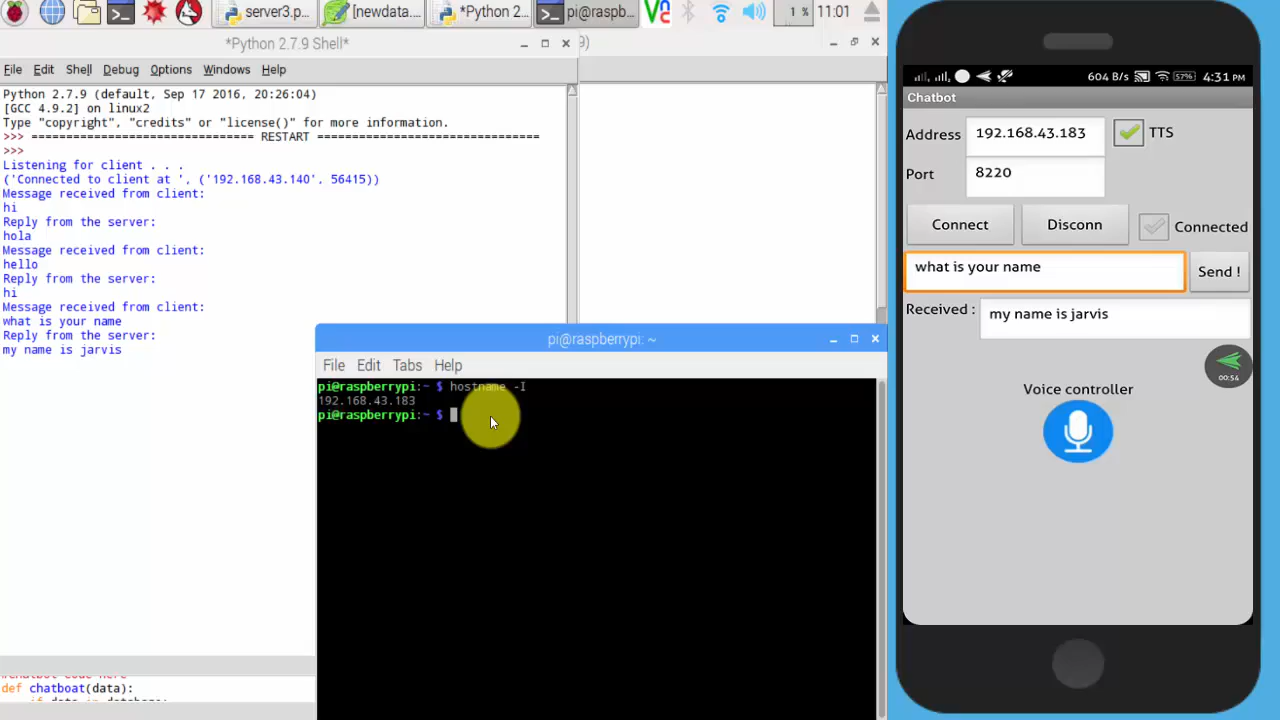 server3.p...
[newdata....
*Python 2...
pi@raspb...
1 %
11:01
*Python 2.7.9 Shell*
9)
File Edit Shell Debug Options Windows Help
Python 2.7.9 (default, Sep 17 2016, 20:26:04)
[GCC 4.9.2] on linux2
Type "copyright", "credits" or "license()" for more information.
>>> ================================ RESTART ================================
>>>
Listening for client . . .
('Connected to client at ', ('192.168.43.140', 56415))
Message received from client:
hi
Reply from the server:
hola
Message received from client:
hello
Reply from the server:
hi
Message received from client:
what is your name
Reply from the server:
my name is jarvis
def chatboat(data):
pi@raspberrypi: ~
File Edit Tabs Help
pi@raspberrypi:~ $ hostname -I
192.168.43.183
pi@raspberrypi:~ $
604 B/s 57% 4:31 PM
Chatbot
Address 192.168.43.183 TTS
Port 8220
Connect Disconn Connected
what is your name Send !
Received : my name is jarvis
00:54
Voice controller